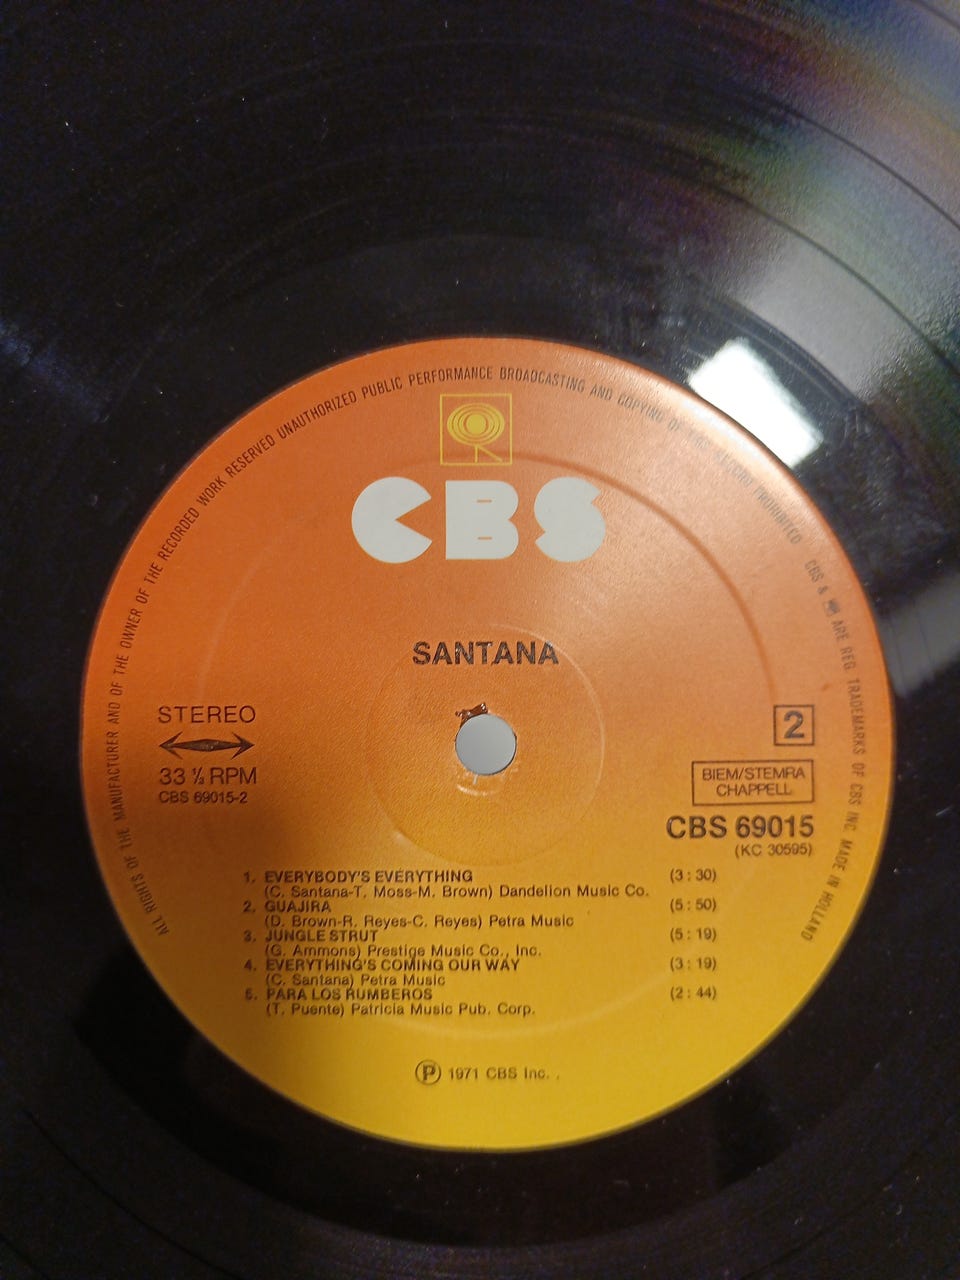 ALL RIGHTS OF THE MANUFACTURER AND OF THE OWNER OF THE RECORDED WORK RESERVED UNAUTHORIZED PUBLIC PERFORMANCE BROADCASTING AND COPYING OF THIS RECORD PROHIBITED CBS & ARE REG. TRADEMARKS OF CBS INC. MADE IN HOLLAND
CBS
SANTANA
STEREO
33 ⅓ RPM
CBS 69015-2
2
BIEM/STEMRA
CHAPPELL
CBS 69015
(KC 30595)
1. EVERYBODY'S EVERYTHING (3:30)
(C. Santana-T. Moss-M. Brown) Dandelion Music Co.
2. GUAJIRA (5:50)
(D. Brown-R. Reyes-C. Reyes) Petra Music
3. JUNGLE STRUT (5:19)
(G. Ammons) Prestige Music Co., Inc.
4. EVERYTHING'S COMING OUR WAY (3:19)
(C. Santana) Petra Music
5. PARA LOS RUMBEROS (2:44)
(T. Puente) Patricia Music Pub. Corp.
Ⓟ 1971 CBS Inc.